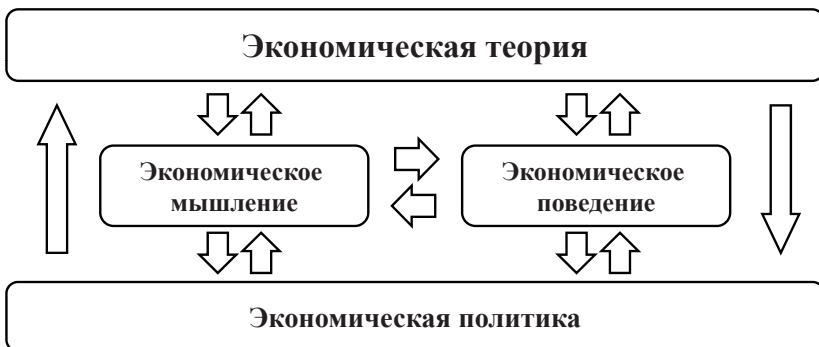 Экономическая теория
Экономическое
мышление
Экономическое
поведение
Экономическая политика